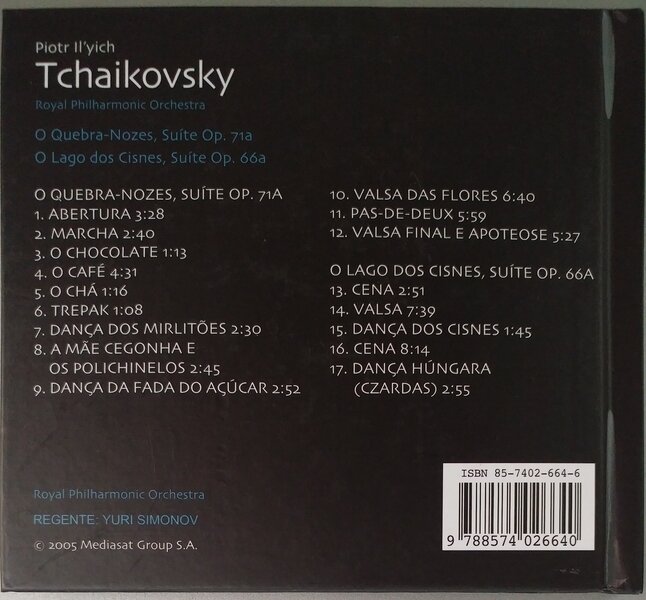 Piotr Il'yich
Tchaikovsky
Royal Philharmonic Orchestra
O Quebra-Nozes, Suíte Op. 71a
O Lago dos Cisnes, Suíte Op. 66a
O QUEBRA-NOZES, SUÍTE OP. 71A
1. ABERTURA 3:28
2. MARCHA 2:40
3. O CHOCOLATE 1:13
4. O CAFÉ 4:31
5. O CHÁ 1:16
6. TREPAK 1:08
7. DANÇA DOS MIRLITÕES 2:30
8. A MÃE CEGONHA E
OS POLICHINELOS 2:45
9. DANÇA DA FADA DO AÇÚCAR 2:52
10. VALSA DAS FLORES 6:40
11. PAS-DE-DEUX 5:59
12. VALSA FINAL E APOTEOSE 5:27
O LAGO DOS CISNES, SUÍTE OP. 66A
13. CENA 2:51
14. VALSA 7:39
15. DANÇA DOS CISNES 1:45
16. CENA 8:14
17. DANÇA HÚNGARA
(CZARDAS) 2:55
Royal Philharmonic Orchestra
REGENTE: YURI SIMONOV
© 2005 Mediasat Group S.A.
ISBN 85-7402-664-6
9 788574 026640